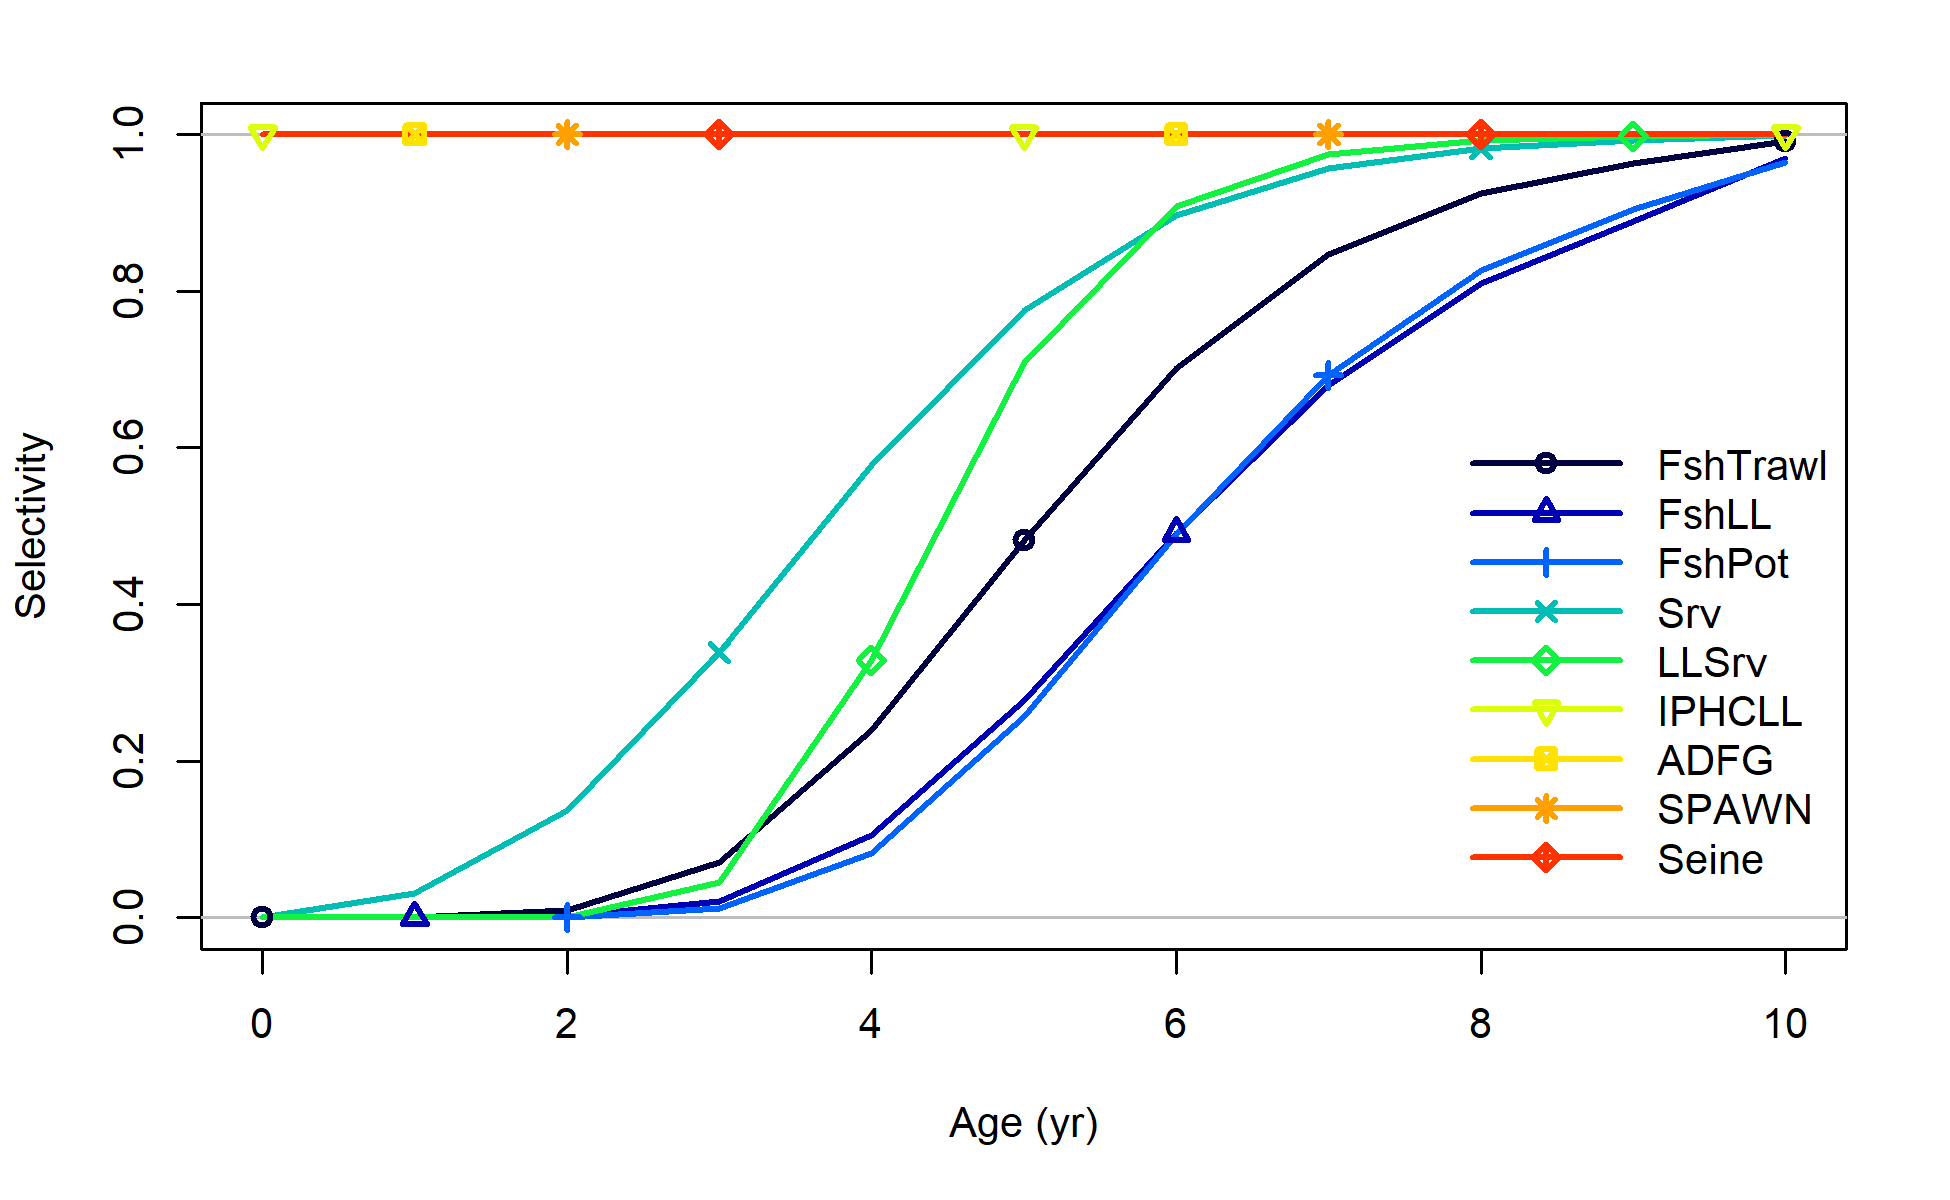 Selectivity
1.0
0.8
0.6
0.4
0.2
0.0
FshTrawl
FshLL
FshPot
Srv
LLSrv
IPHCLL
ADFG
SPAWN
Seine
0 2 4 6 8 10
Age (yr)